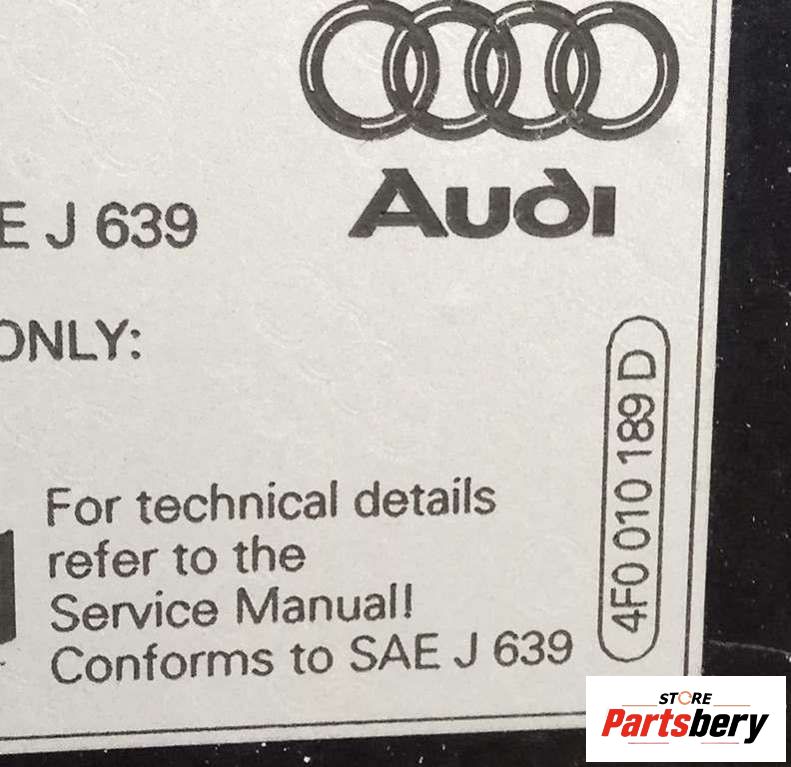 Audi
E J 639
ONLY:
4F0 010 189 D
For technical details
refer to the
Service Manual!
Conforms to SAE J 639
STORE
Partsbery